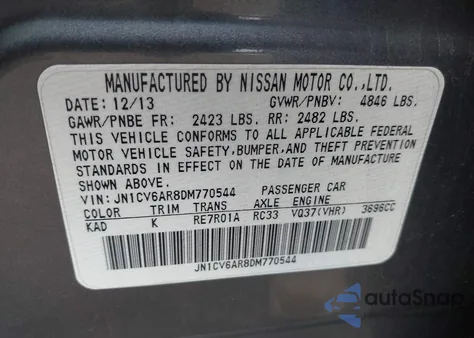 MANUFACTURED BY NISSAN MOTOR CO.,LTD.
DATE: 12/13 GVWR/PNBV: 4846 LBS.
GAWR/PNBE FR: 2423 LBS. RR: 2482 LBS.
THIS VEHICLE CONFORMS TO ALL APPLICABLE FEDERAL
MOTOR VEHICLE SAFETY, BUMPER, AND THEFT PREVENTION
STANDARDS IN EFFECT ON THE DATE OF MANUFACTURE
SHOWN ABOVE.
VIN: JN1CV6AR8DM770544 PASSENGER CAR
COLOR TRIM TRANS AXLE ENGINE
KAD K RE7R01A RC33 VQ37(VHR) 3696CC
JN1CV6AR8DM770544
autoSnap